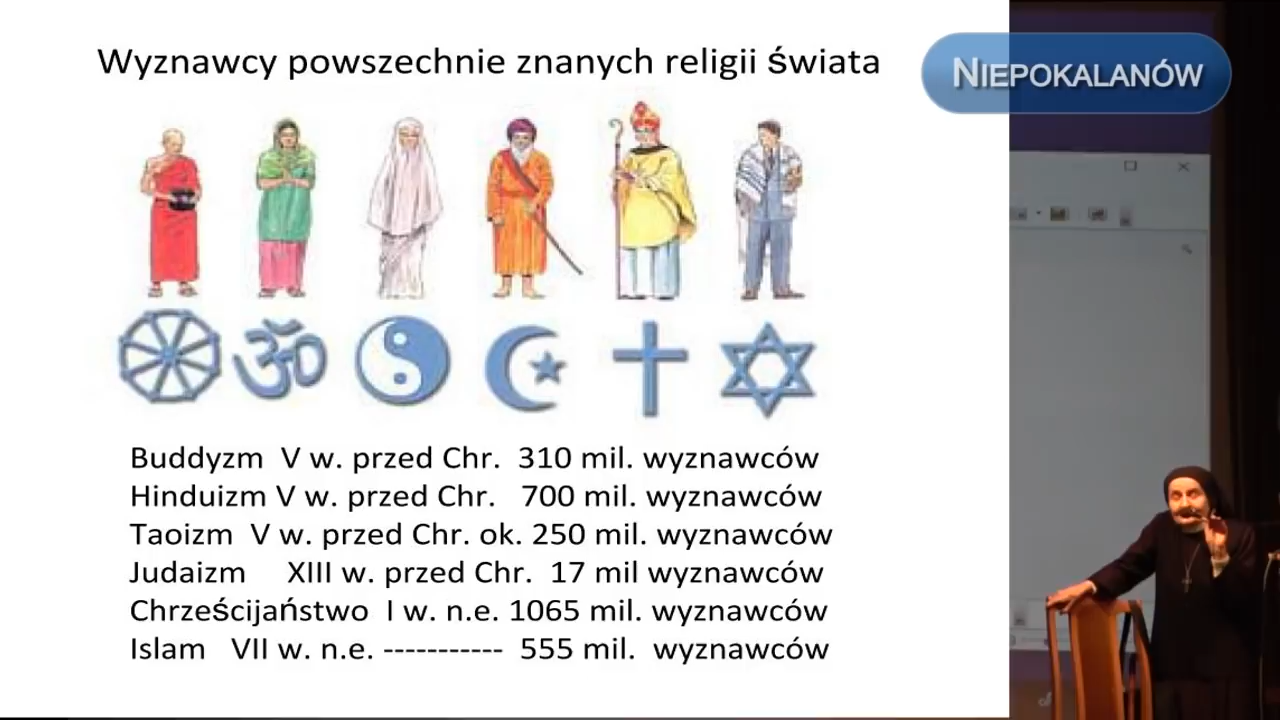 Wyznawcy powszechnie znanych religii świata
NIEPOKALANÓW
Buddyzm V w. przed Chr. 310 mil. wyznawców
Hinduizm V w. przed Chr. 700 mil. wyznawców
Taoizm V w. przed Chr. ok. 250 mil. wyznawców
Judaizm XIII w. przed Chr. 17 mil wyznawców
Chrześcijaństwo I w. n.e. 1065 mil. wyznawców
Islam VII w. n.e. ----------- 555 mil. wyznawców